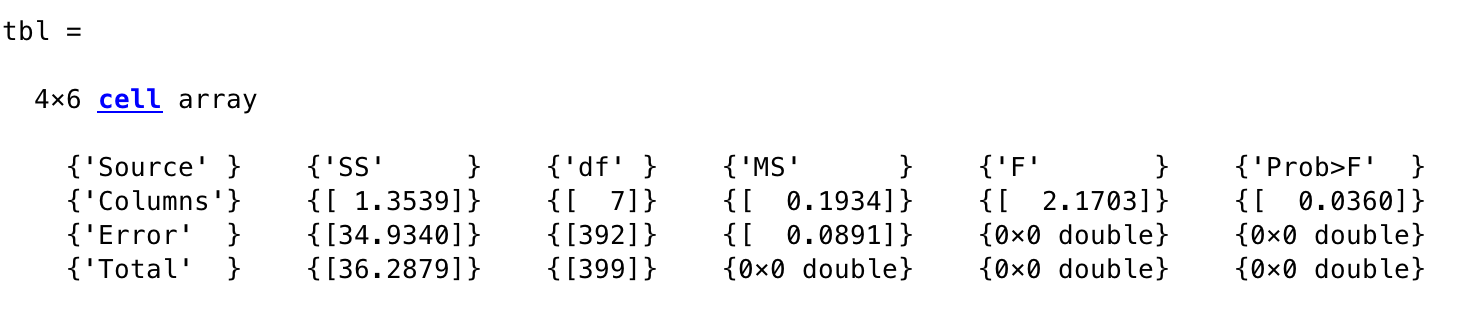 tbl =
4×6 cell array
{'Source' }    {'SS'     }    {'df' }    {'MS'      }    {'F'       }    {'Prob>F'  }
{'Columns'}    {[ 1.3539]}    {[  7]}    {[  0.1934]}    {[  2.1703]}    {[  0.0360]}
{'Error'  }    {[34.9340]}    {[392]}    {[  0.0891]}    {0×0 double}    {0×0 double}
{'Total'  }    {[36.2879]}    {[399]}    {0×0 double}    {0×0 double}    {0×0 double}